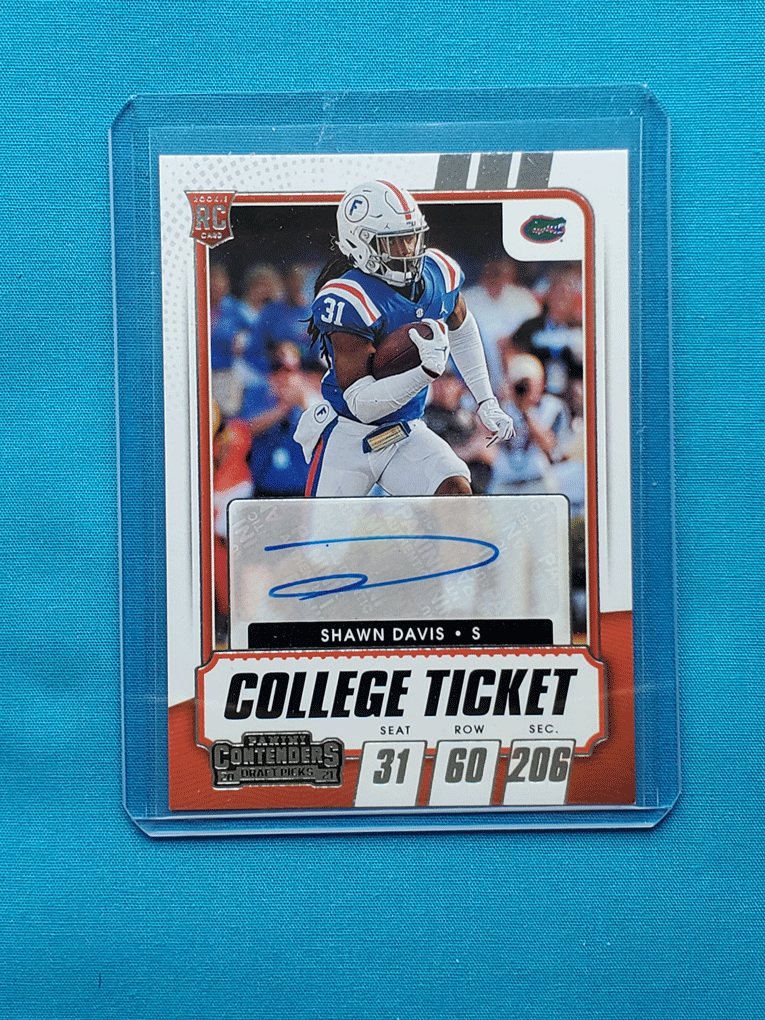 ROOKIE
RC
CARD
F
31
F
SHAWN DAVIS • S
COLLEGE TICKET
SEAT ROW SEC.
31 60 206
PANINI
CONTENDERS
20 DRAFT PICKS 21